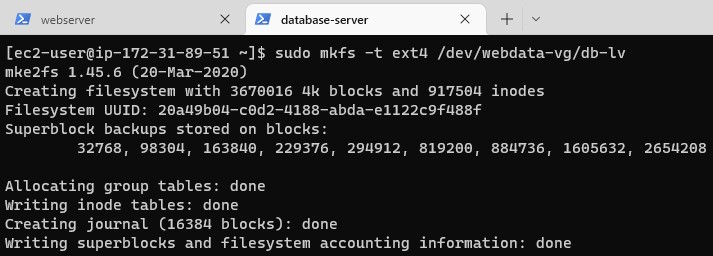 webserver
database-server
[ec2-user@ip-172-31-89-51 ~]$ sudo mkfs -t ext4 /dev/webdata-vg/db-lv
mke2fs 1.45.6 (20-Mar-2020)
Creating filesystem with 3670016 4k blocks and 917504 inodes
Filesystem UUID: 20a49b04-c0d2-4188-abda-e1122c9f488f
Superblock backups stored on blocks:
32768, 98304, 163840, 229376, 294912, 819200, 884736, 1605632, 2654208
Allocating group tables: done
Writing inode tables: done
Creating journal (16384 blocks): done
Writing superblocks and filesystem accounting information: done